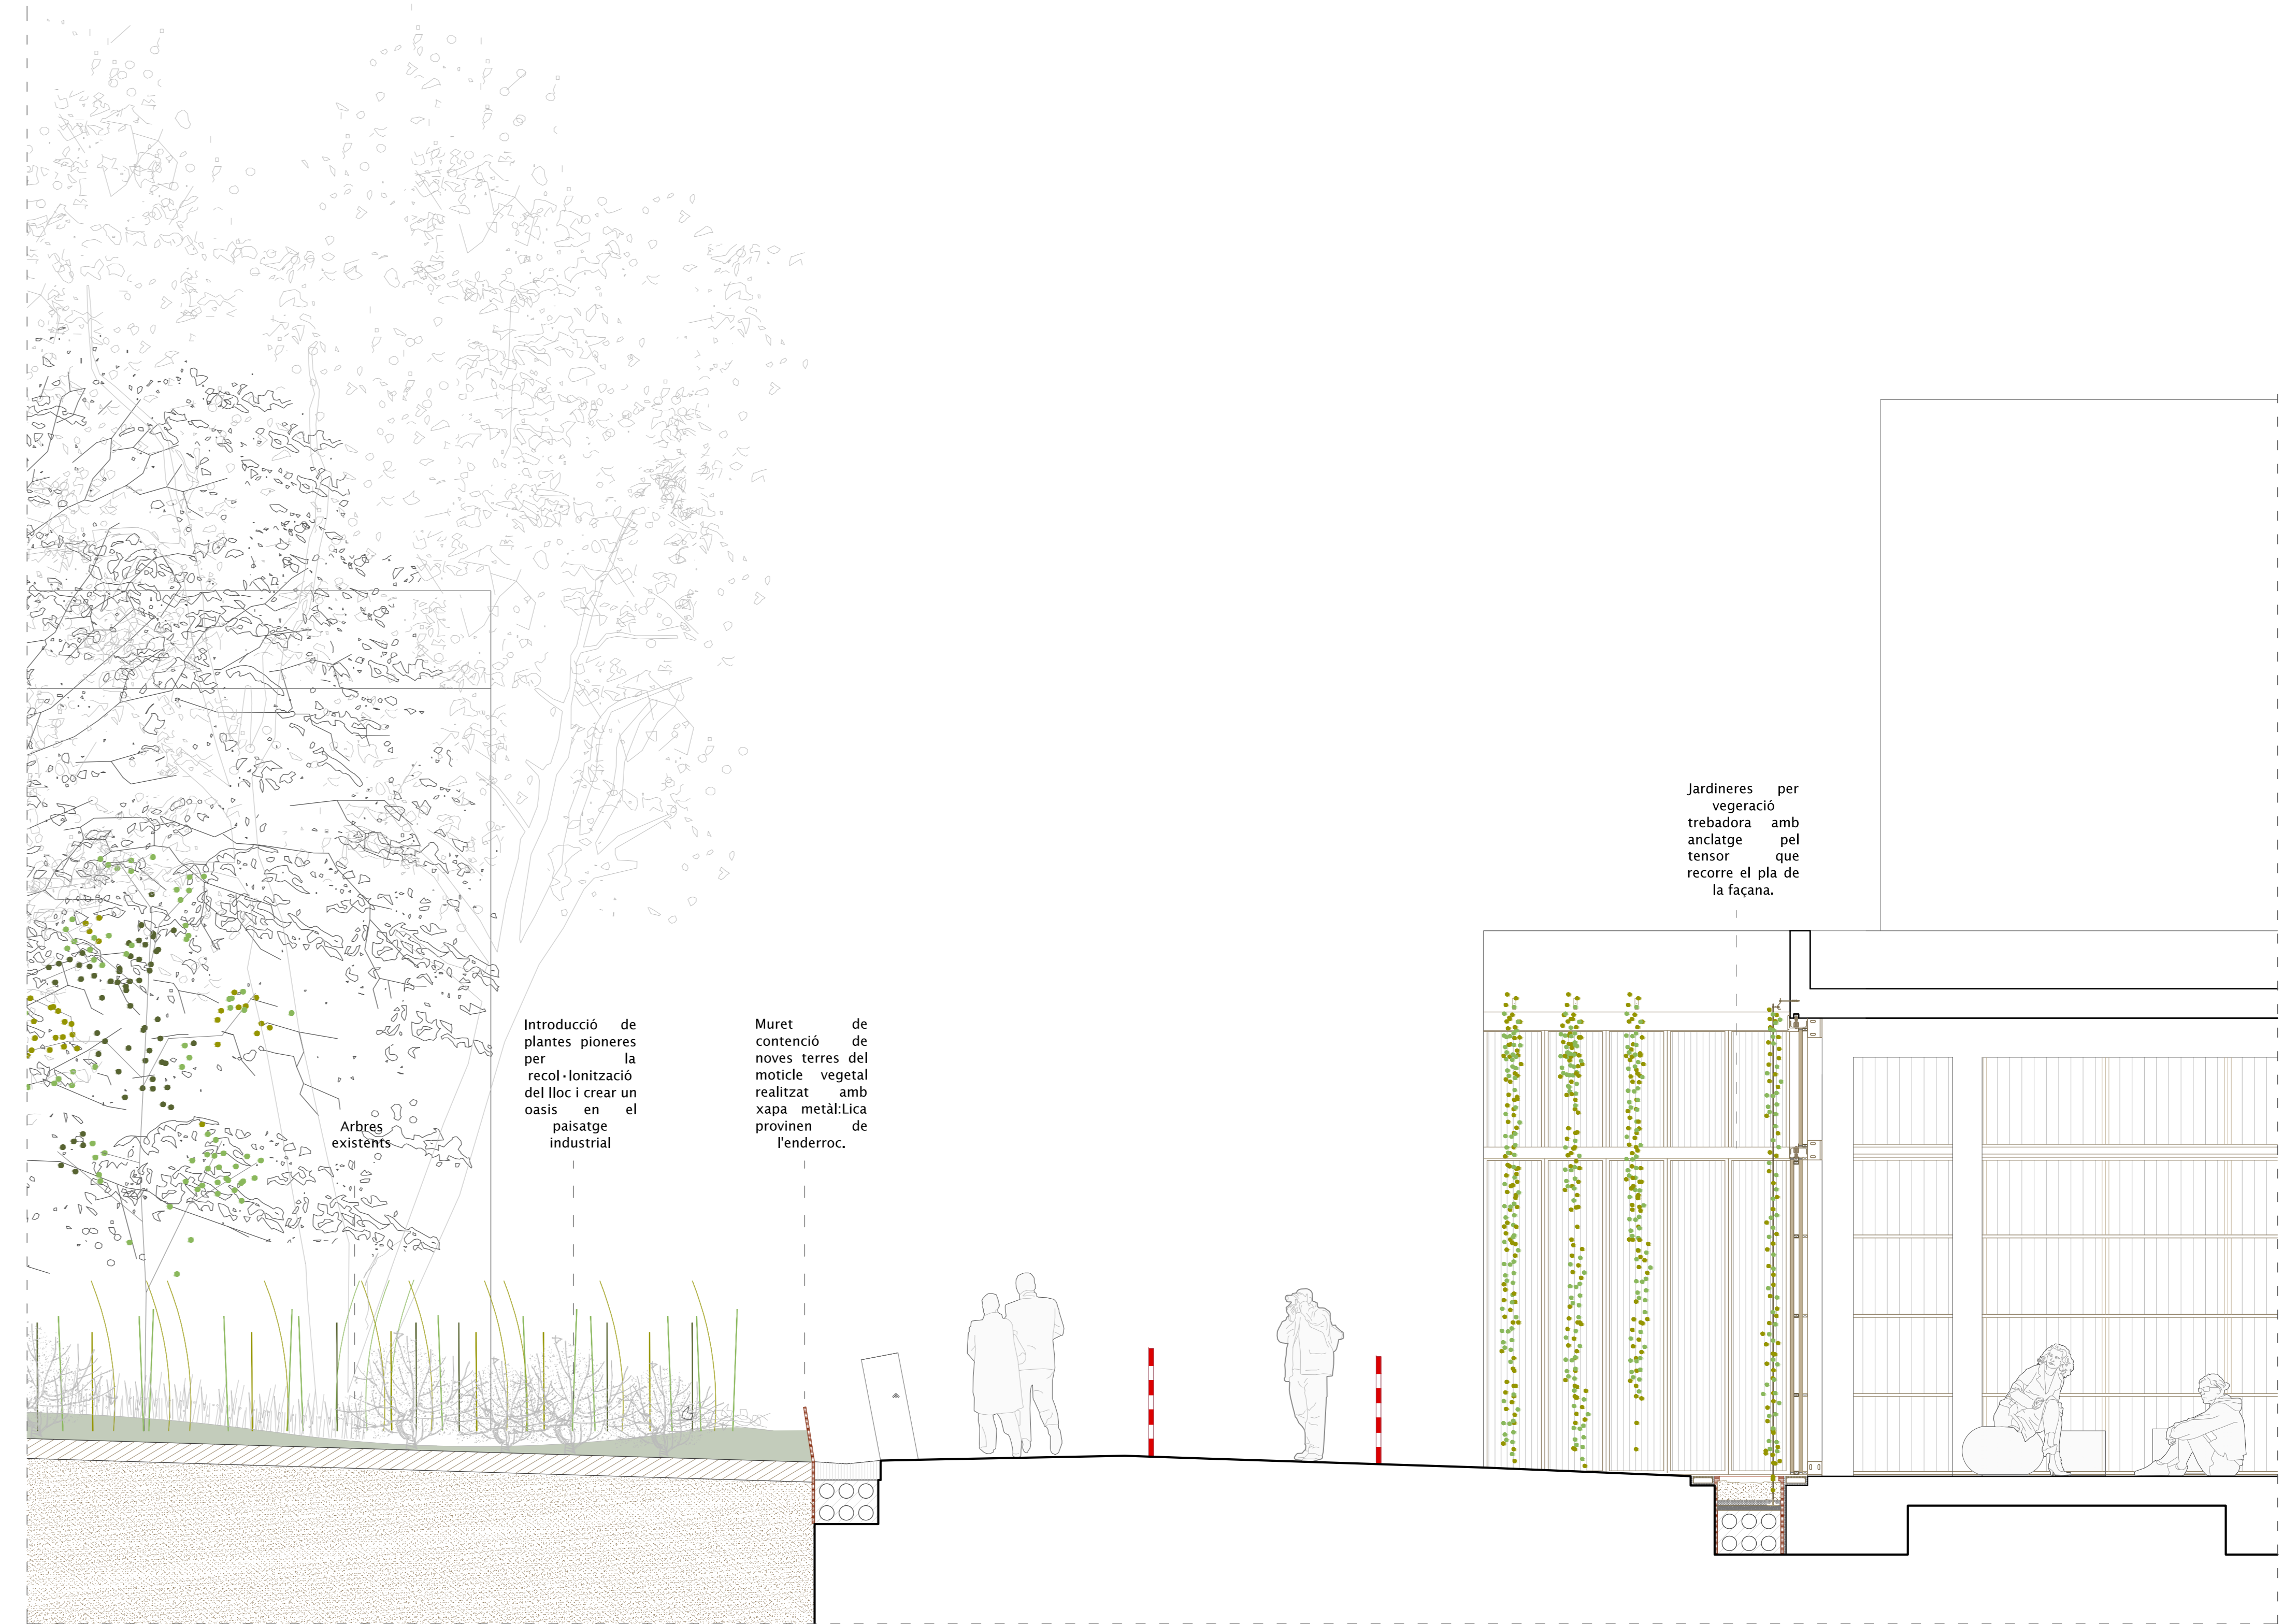 Arbres
existents
Introducció de
plantes pioneres
per la
recol·lonització
del lloc i crear un
oasis en el
paisatge
industrial
Muret de
contenció de
noves terres del
moticle vegetal
realitzat amb
xapa metàl:Lica
provinen de
l'enderroc.
Jardineres per
vegeració
trebadora amb
anclatge pel
tensor que
recorre el pla de
la façana.